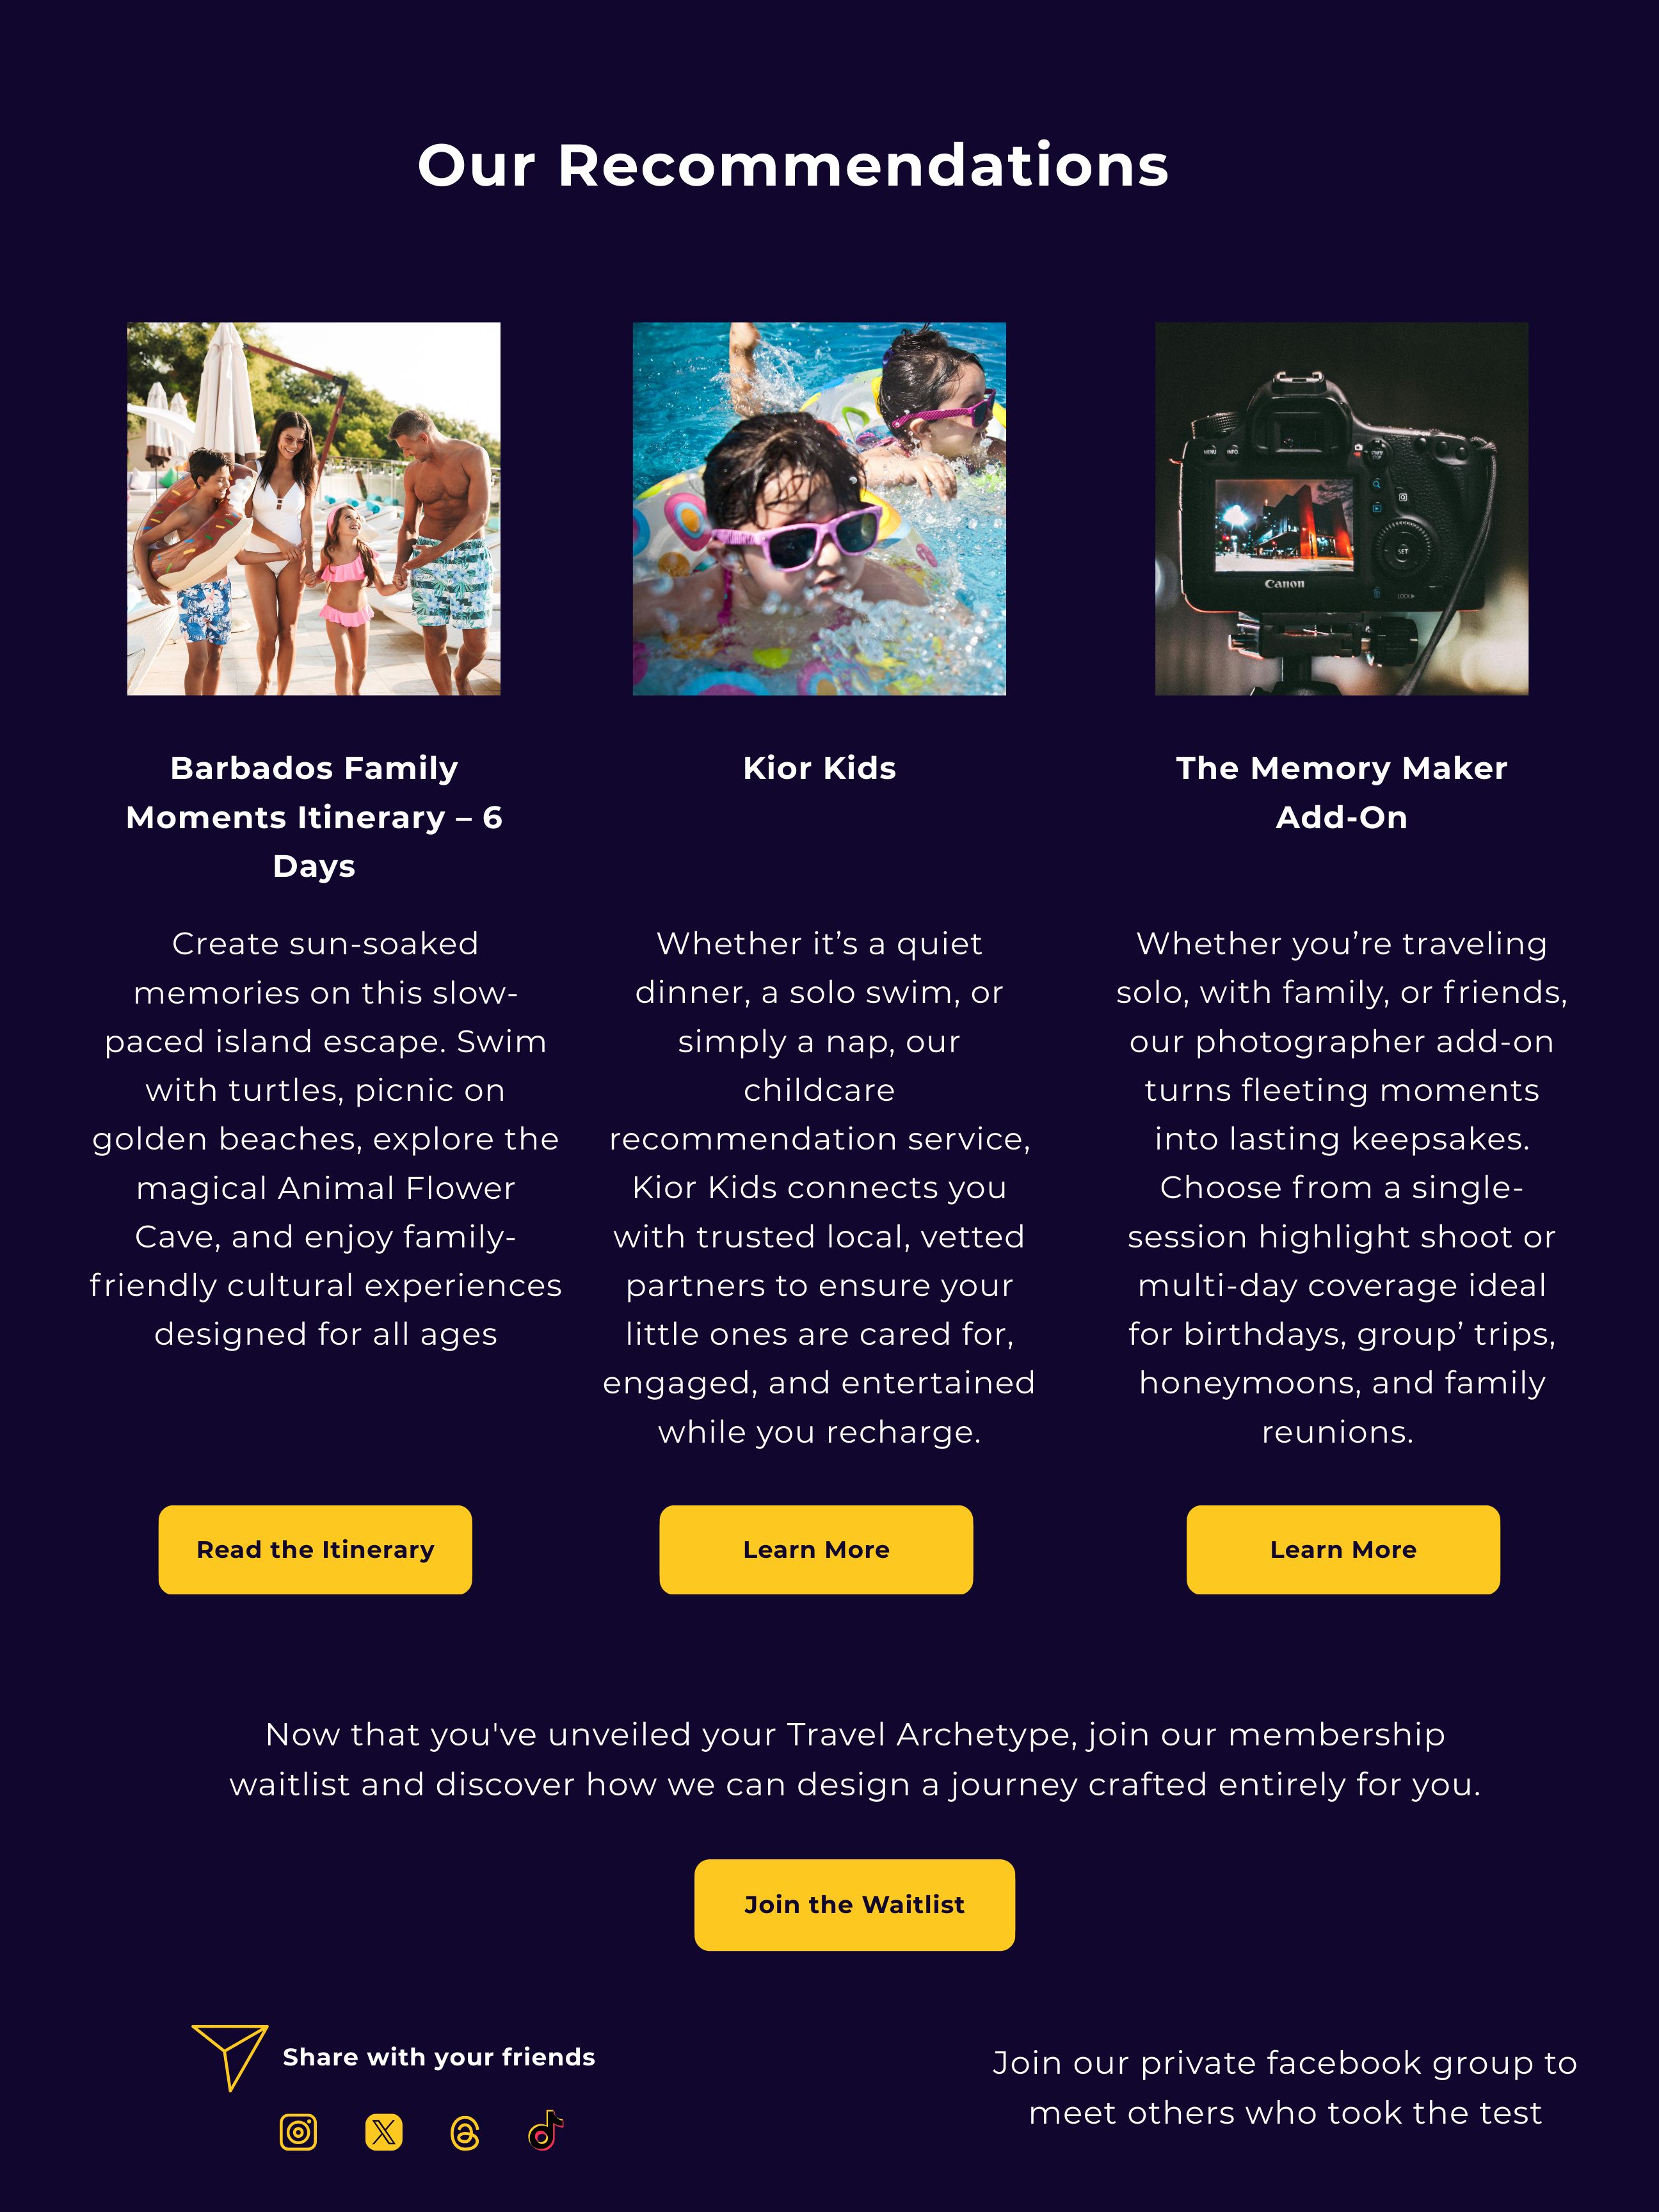 Our Recommendations
MENU INFO
START/STOP
SET
Canon
LOCK▶
Barbados Family
Moments Itinerary – 6
Days
Create sun-soaked
memories on this slow-
paced island escape. Swim
with turtles, picnic on
golden beaches, explore the
magical Animal Flower
Cave, and enjoy family-
friendly cultural experiences
designed for all ages
Read the Itinerary
Kior Kids
Whether it’s a quiet
dinner, a solo swim, or
simply a nap, our
childcare
recommendation service,
Kior Kids connects you
with trusted local, vetted
partners to ensure your
little ones are cared for,
engaged, and entertained
while you recharge.
Learn More
The Memory Maker
Add-On
Whether you’re traveling
solo, with family, or friends,
our photographer add-on
turns fleeting moments
into lasting keepsakes.
Choose from a single-
session highlight shoot or
multi-day coverage ideal
for birthdays, group’ trips,
honeymoons, and family
reunions.
Learn More
Now that you've unveiled your Travel Archetype, join our membership
waitlist and discover how we can design a journey crafted entirely for you.
Join the Waitlist
Share with your friends
Join our private facebook group to
meet others who took the test